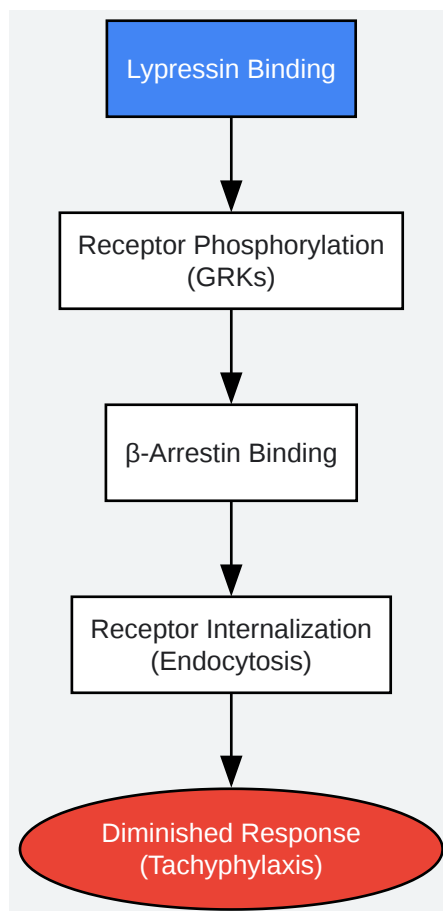 Lypressin Binding
Receptor Phosphorylation
(GRKs)
β-Arrestin Binding
Receptor Internalization
(Endocytosis)
Diminished Response
(Tachyphylaxis)